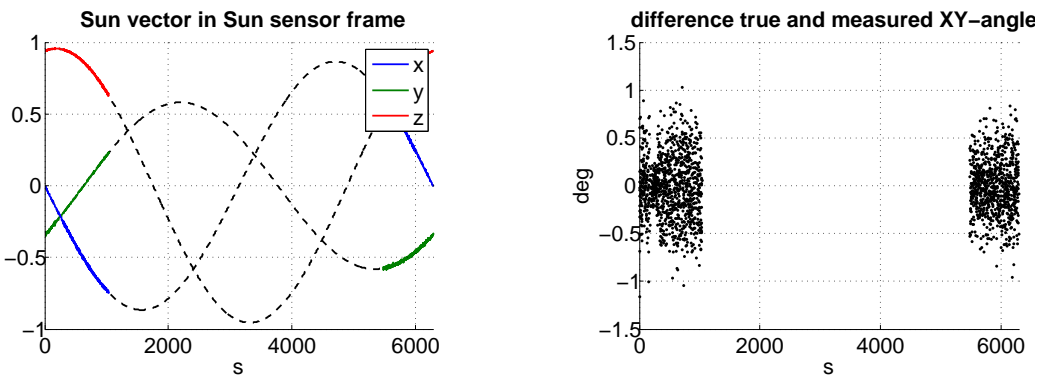 Sun vector in Sun sensor frame
1
0.5
0
−0.5
−1
0
2000
4000
6000
s
x
y
z
difference true and measured XY−angle
1.5
1
0.5
0
−0.5
−1
−1.5
0
2000
4000
6000
s
deg